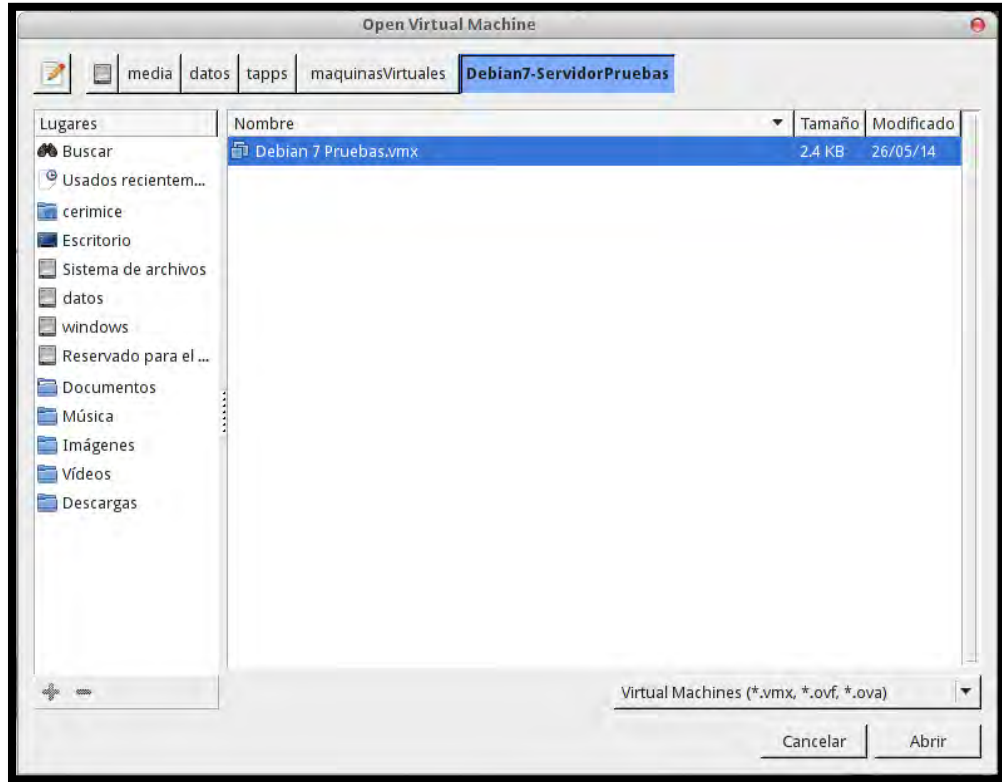 Open Virtual Machine
media datos tapps maquinasVirtuales Debian7-ServidorPruebas
Lugares
Buscar
Usados recientem...
cerimice
Escritorio
Sistema de archivos
datos
windows
Reservado para el ...
Documentos
Música
Imágenes
Vídeos
Descargas
Nombre Tamaño Modificado
Debian 7 Pruebas.vmx 2.4 KB 26/05/14
Virtual Machines (*.vmx, *.ovf, *.ova)
Cancelar Abrir